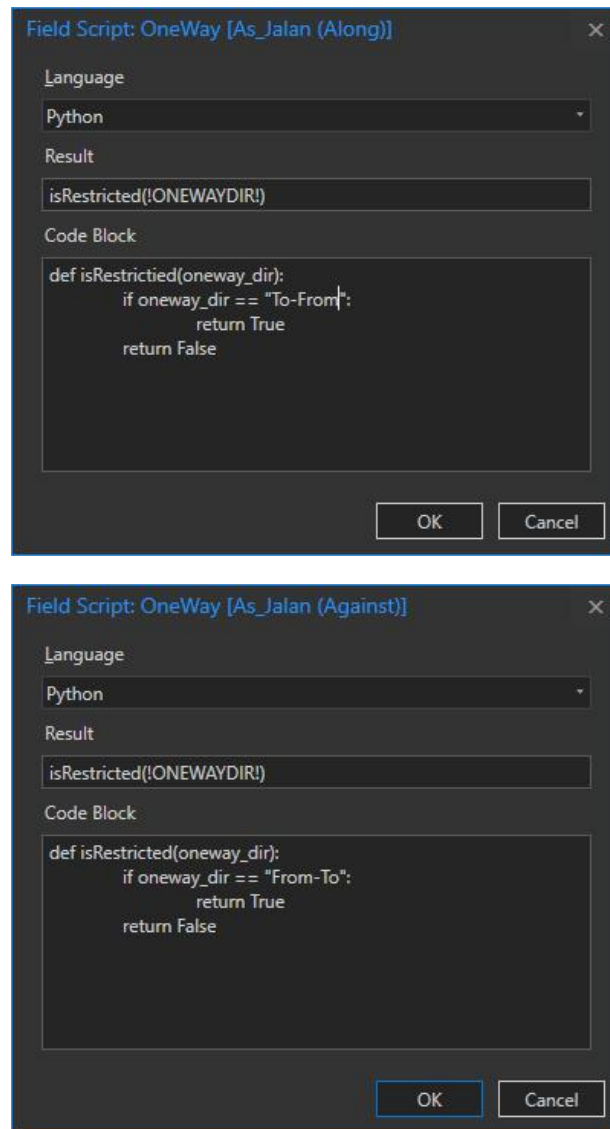 Field Script: OneWay [As_Jalan (Along)]
Language
Python
Result
isRestricted(!ONEWAYDIR!)
Code Block
def isRestrictied(oneway_dir):
if oneway_dir == "To-From":
return True
return False
OK Cancel
Field Script: OneWay [As_Jalan (Against)]
Language
Python
Result
isRestricted(!ONEWAYDIR!)
Code Block
def isRestricted(oneway_dir):
if oneway_dir == "From-To":
return True
return False
OK Cancel